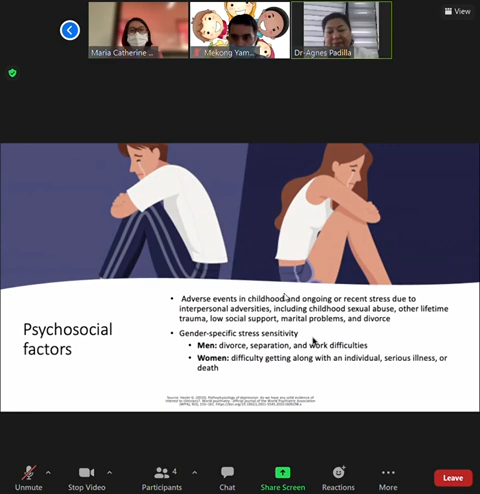 View
Maria Catherine ...
Mekong Yam...
Dr-Agnes Padilla
Psychosocial
factors
• Adverse events in childhood and ongoing or recent stress due to
interpersonal adversities, including childhood sexual abuse, other lifetime
trauma, low social support, marital problems, and divorce
• Gender-specific stress sensitivity
• Men: divorce, separation, and work difficulties
• Women: difficulty getting along with an individual, serious illness, or
death
4
Unmute
Stop Video
Participants
Chat
Share Screen
Reactions
More
Leave